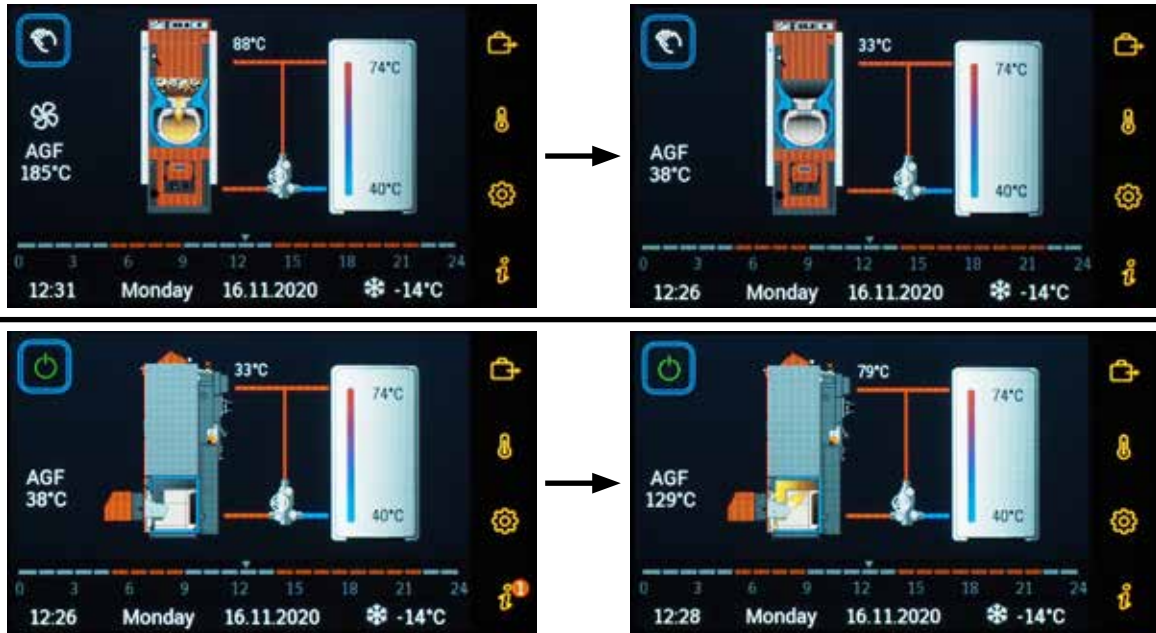 88°C
74°C
AGF
185°C
40°C
0 3 6 9 12 15 18 21 24
12:31 Monday 16.11.2020 -14°C
33°C
74°C
AGF
38°C
40°C
0 3 6 9 12 15 18 21 24
12:26 Monday 16.11.2020 -14°C
33°C
74°C
AGF
38°C
40°C
0 3 6 9 12 15 18 21 24
1
12:26 Monday 16.11.2020 -14°C
79°C
74°C
AGF
129°C
40°C
0 3 6 9 12 15 18 21 24
12:28 Monday 16.11.2020 -14°C